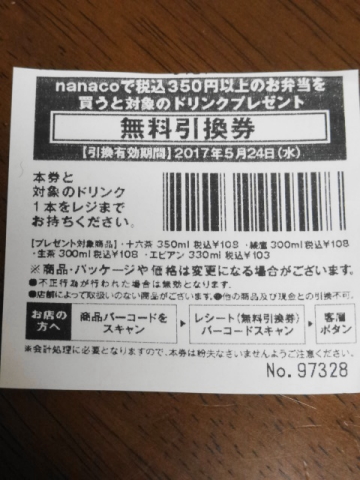 nanacoで税込350円以上のお弁当を
買うと対象のドリンクプレゼント
無料引換券
【引換有効期間】2017年5月24日(水)
本券と
対象のドリンク
1本をレジまで
お持ちください。
【プレゼント対象商品】・十六茶 350ml 税込¥108 ・綾鷹 300ml 税込¥108
・生茶 300ml 税込¥108 ・エビアン 330ml 税込¥103
※商品・パッケージや価格は変更になる場合がございます。
●不正行為が行われた場合は無効となります。
●店舗によって取扱いのない商品がございます。●他の商品及び現金との引換不可。
お店の方へ 商品バーコードをスキャン ▶ レシート(無料引換券)バーコードスキャン ▶ 客層ボタン
※会計処理に必要となりますので、本券は紛失なさいませんようご注意ください。
No. 97328